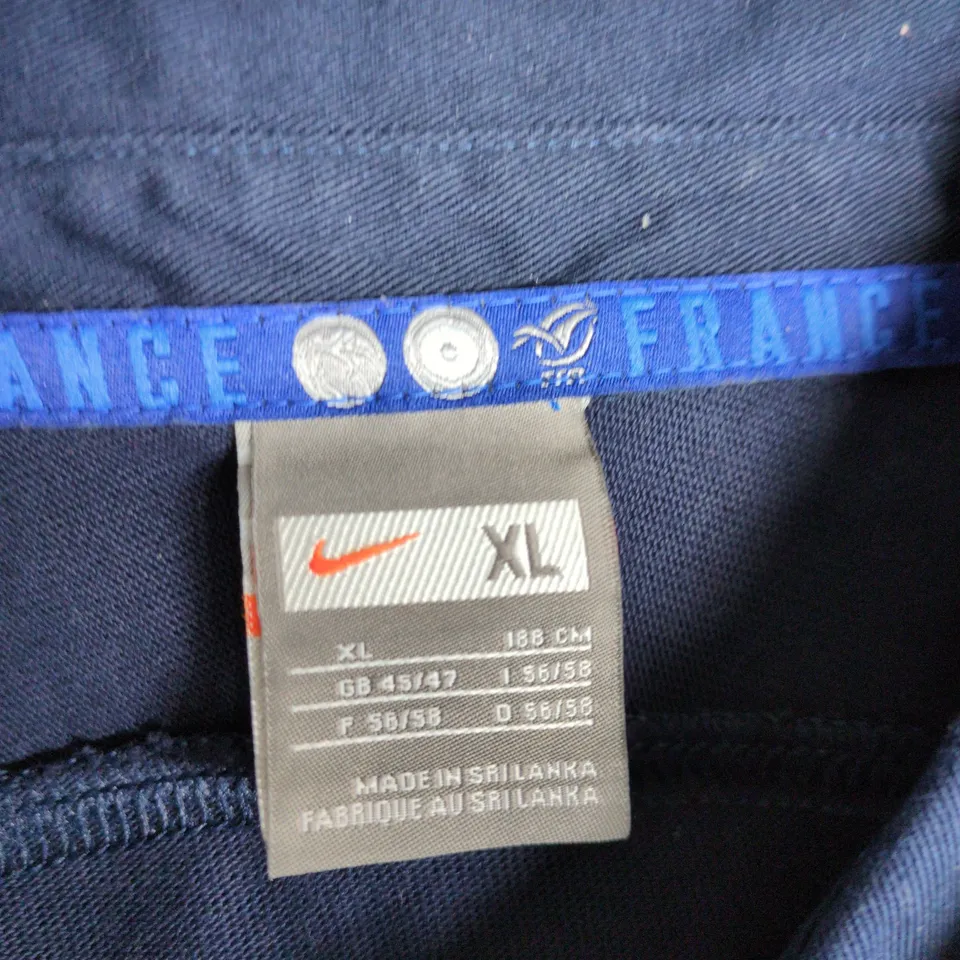 ANCE FFR FRANCE
XL
XL 188 CM
GB 45/47 I 56/58
F 56/58 D 56/58
MADE IN SRI LANKA
FABRIQUE AU SRI LANKA